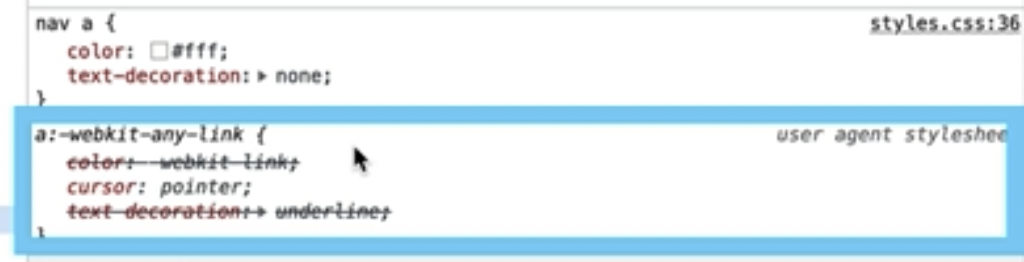 nav a {
styles.css:36
color: #fff;
text-decoration: none;
}
a:-webkit-any-link {
user agent styleshee
color: -webkit-link;
cursor: pointer;
text-decoration: underline;
}